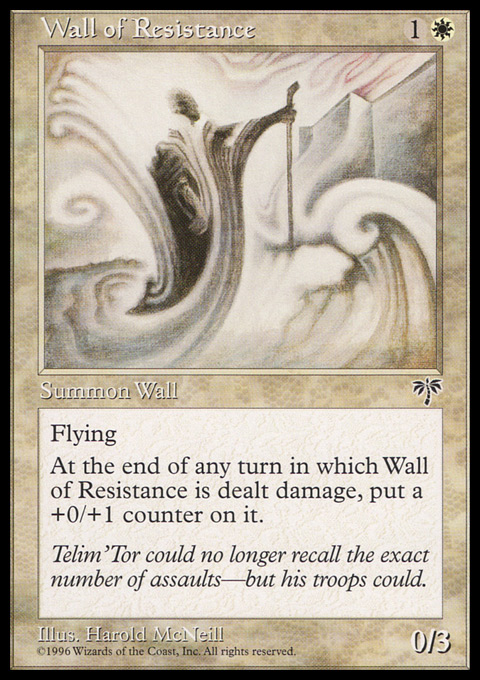 Wall of Resistance 1
Summon Wall
Flying
At the end of any turn in which Wall
of Resistance is dealt damage, put a
+0/+1 counter on it.
Telim'Tor could no longer recall the exact
number of assaults—but his troops could.
Illus. Harold McNeill
©1996 Wizards of the Coast, Inc. All rights reserved.
0/3